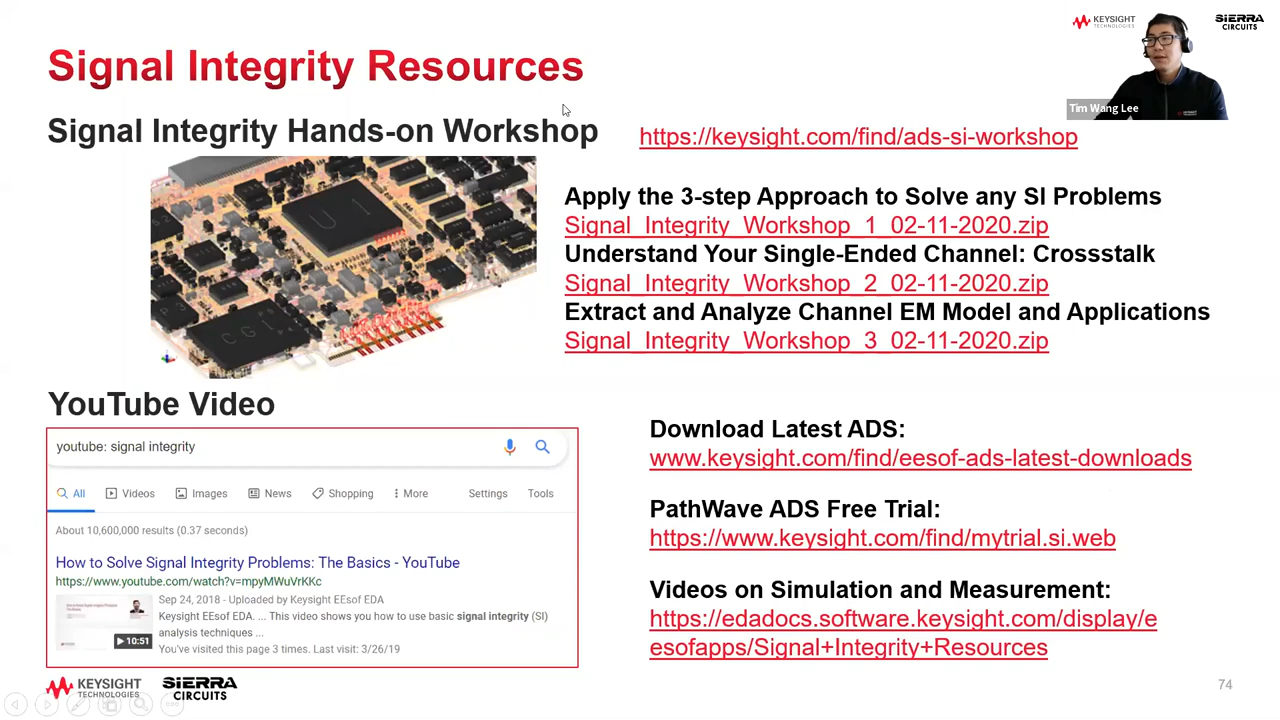 KEYSIGHT
TECHNOLOGIES
SIERRA
CIRCUITS
Tim Wang Lee
Signal Integrity Resources
Signal Integrity Hands-on Workshop
https://keysight.com/find/ads-si-workshop
U 1
Apply the 3-step Approach to Solve any SI Problems
Signal_Integrity_Workshop_1_02-11-2020.zip
Understand Your Single-Ended Channel: Crossstalk
Signal_Integrity_Workshop_2_02-11-2020.zip
Extract and Analyze Channel EM Model and Applications
Signal_Integrity_Workshop_3_02-11-2020.zip
YouTube Video
youtube: signal integrity
All Videos Images News Shopping More Settings Tools
About 10,600,000 results (0.37 seconds)
How to Solve Signal Integrity Problems: The Basics - YouTube
https://www.youtube.com/watch?v=mpyMWuVrKKc
Sep 24, 2018 - Uploaded by Keysight EEsof EDA
Keysight EEsof EDA. ... This video shows you how to use basic signal integrity (SI)
analysis techniques ...
10:51
You've visited this page 3 times. Last visit: 3/26/19
Download Latest ADS:
www.keysight.com/find/eesof-ads-latest-downloads
PathWave ADS Free Trial:
https://www.keysight.com/find/mytrial.si.web
Videos on Simulation and Measurement:
https://edadocs.software.keysight.com/display/e
esofapps/Signal+Integrity+Resources
KEYSIGHT
TECHNOLOGIES
SIERRA
CIRCUITS
74